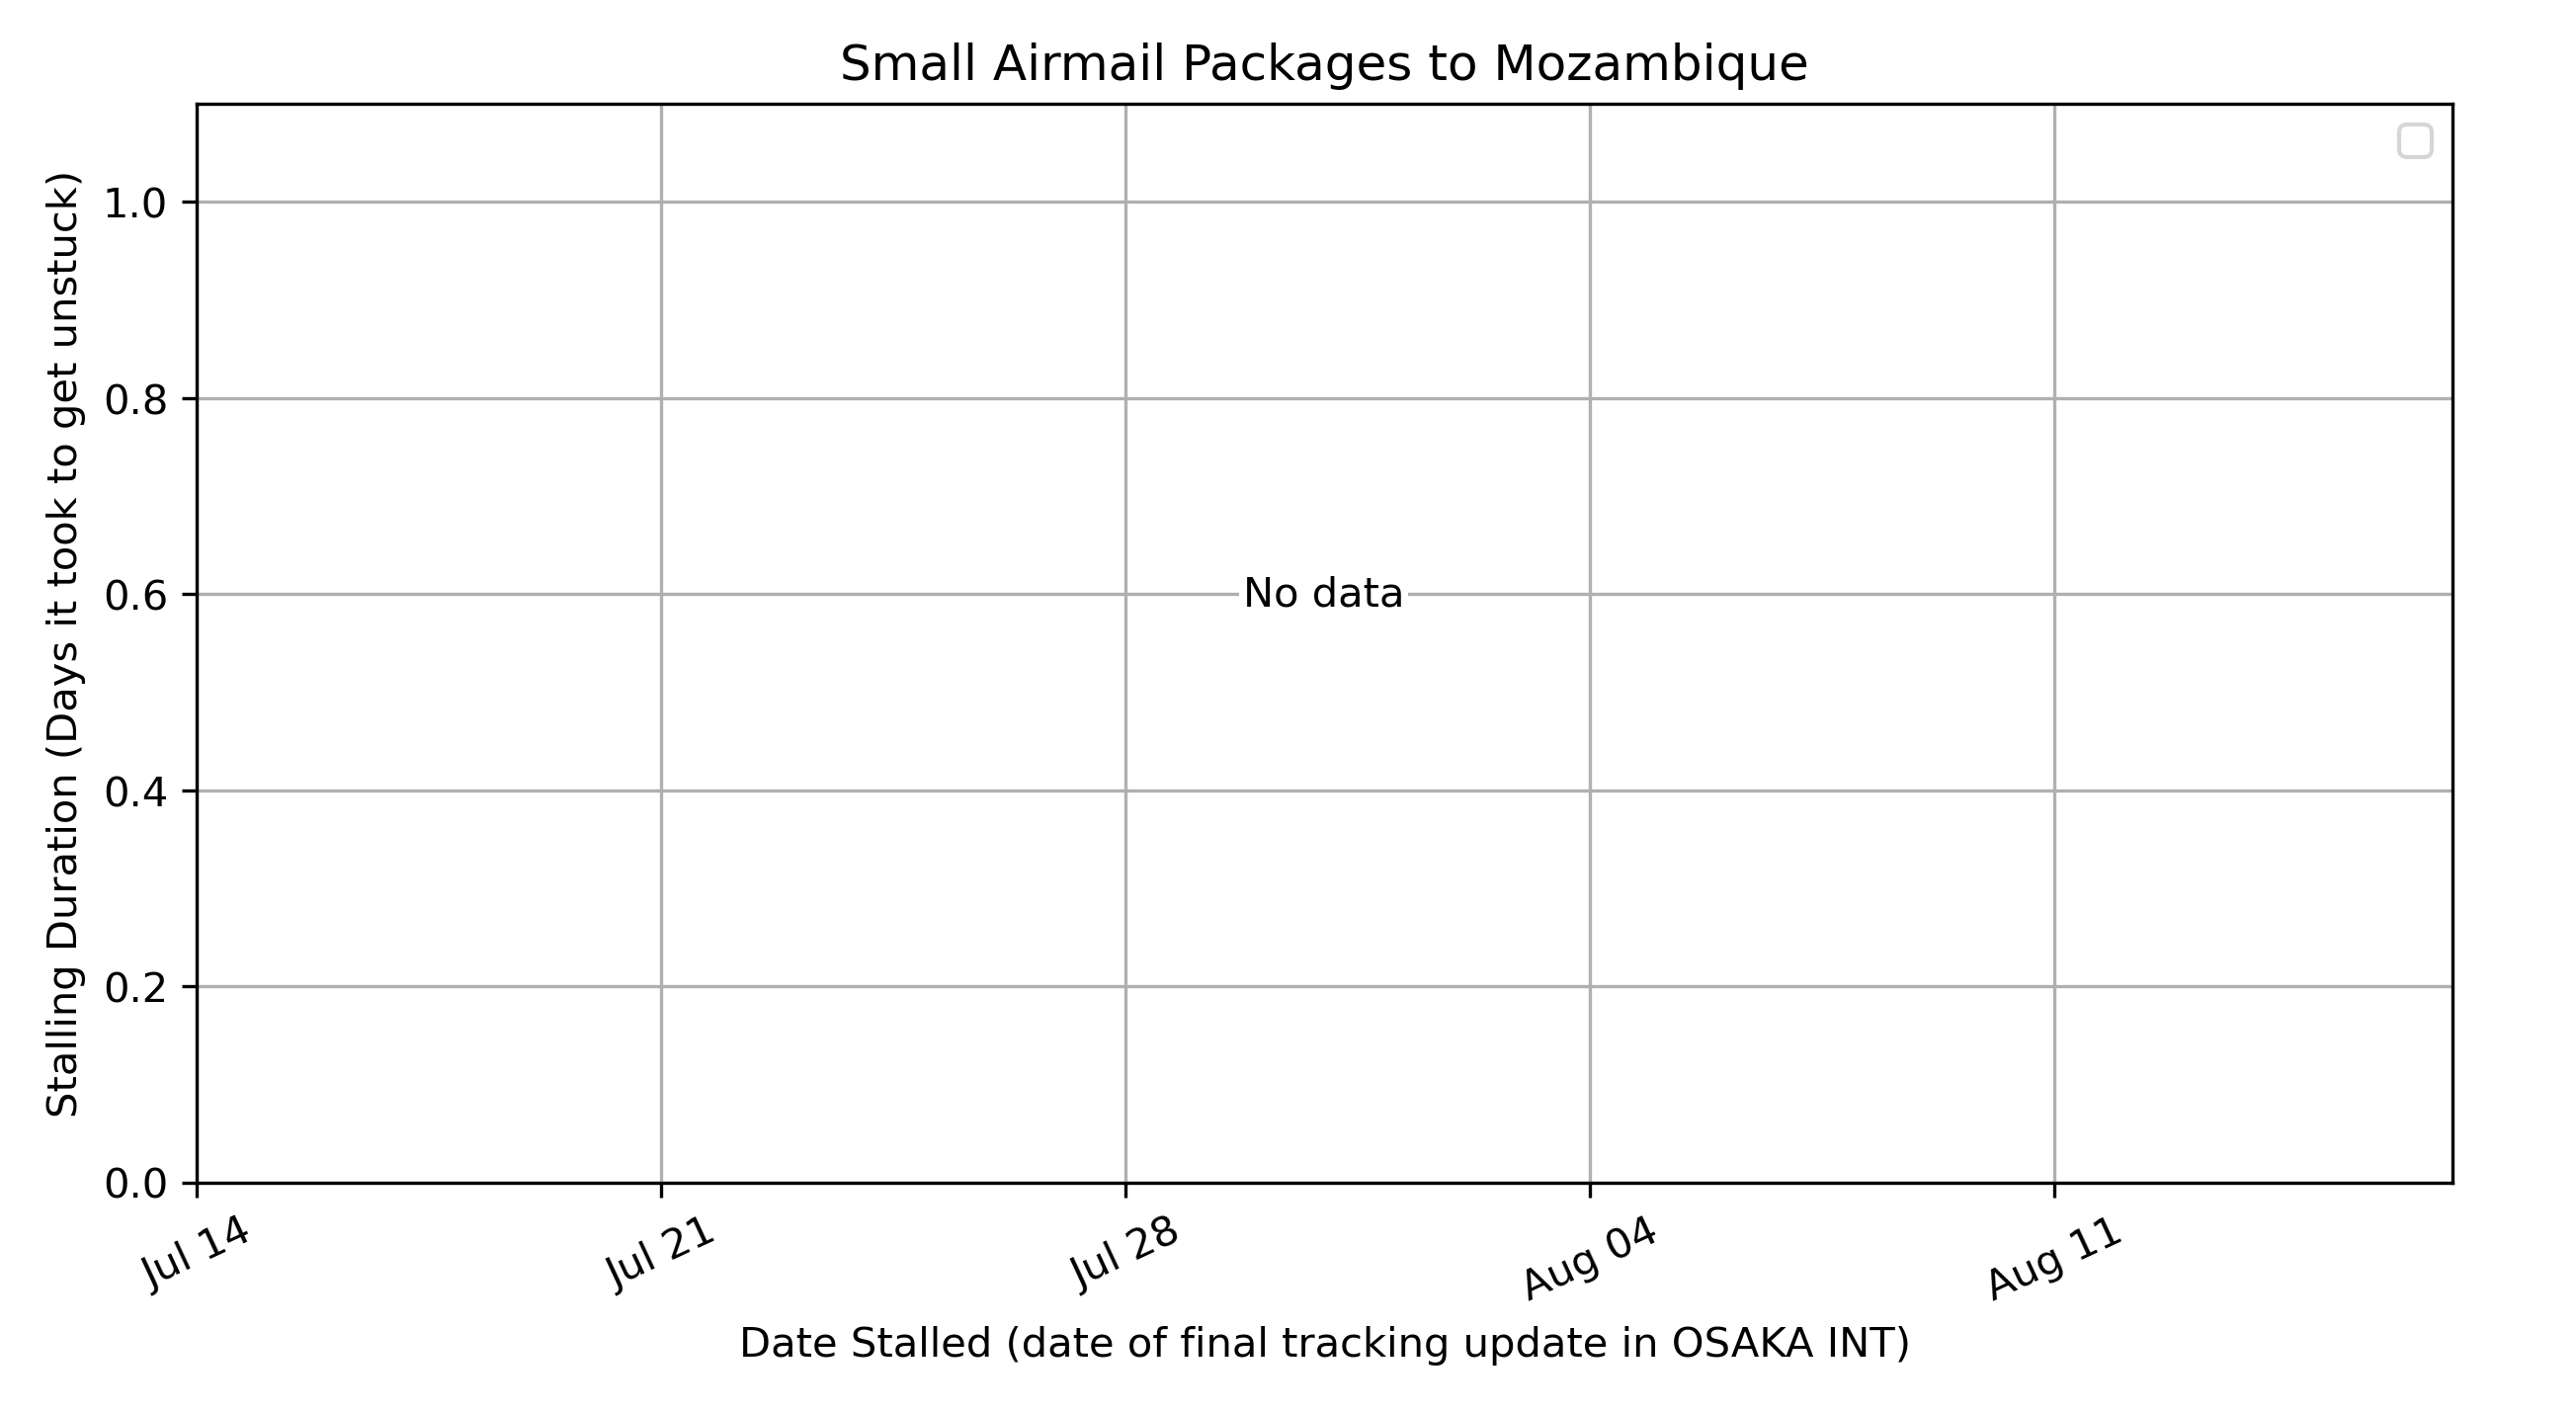 Small Airmail Packages to Mozambique
Stalling Duration (Days it took to get unstuck)
1.0
0.8
0.6
0.4
0.2
0.0
No data
Jul 14
Jul 21
Jul 28
Aug 04
Aug 11
Date Stalled (date of final tracking update in OSAKA INT)